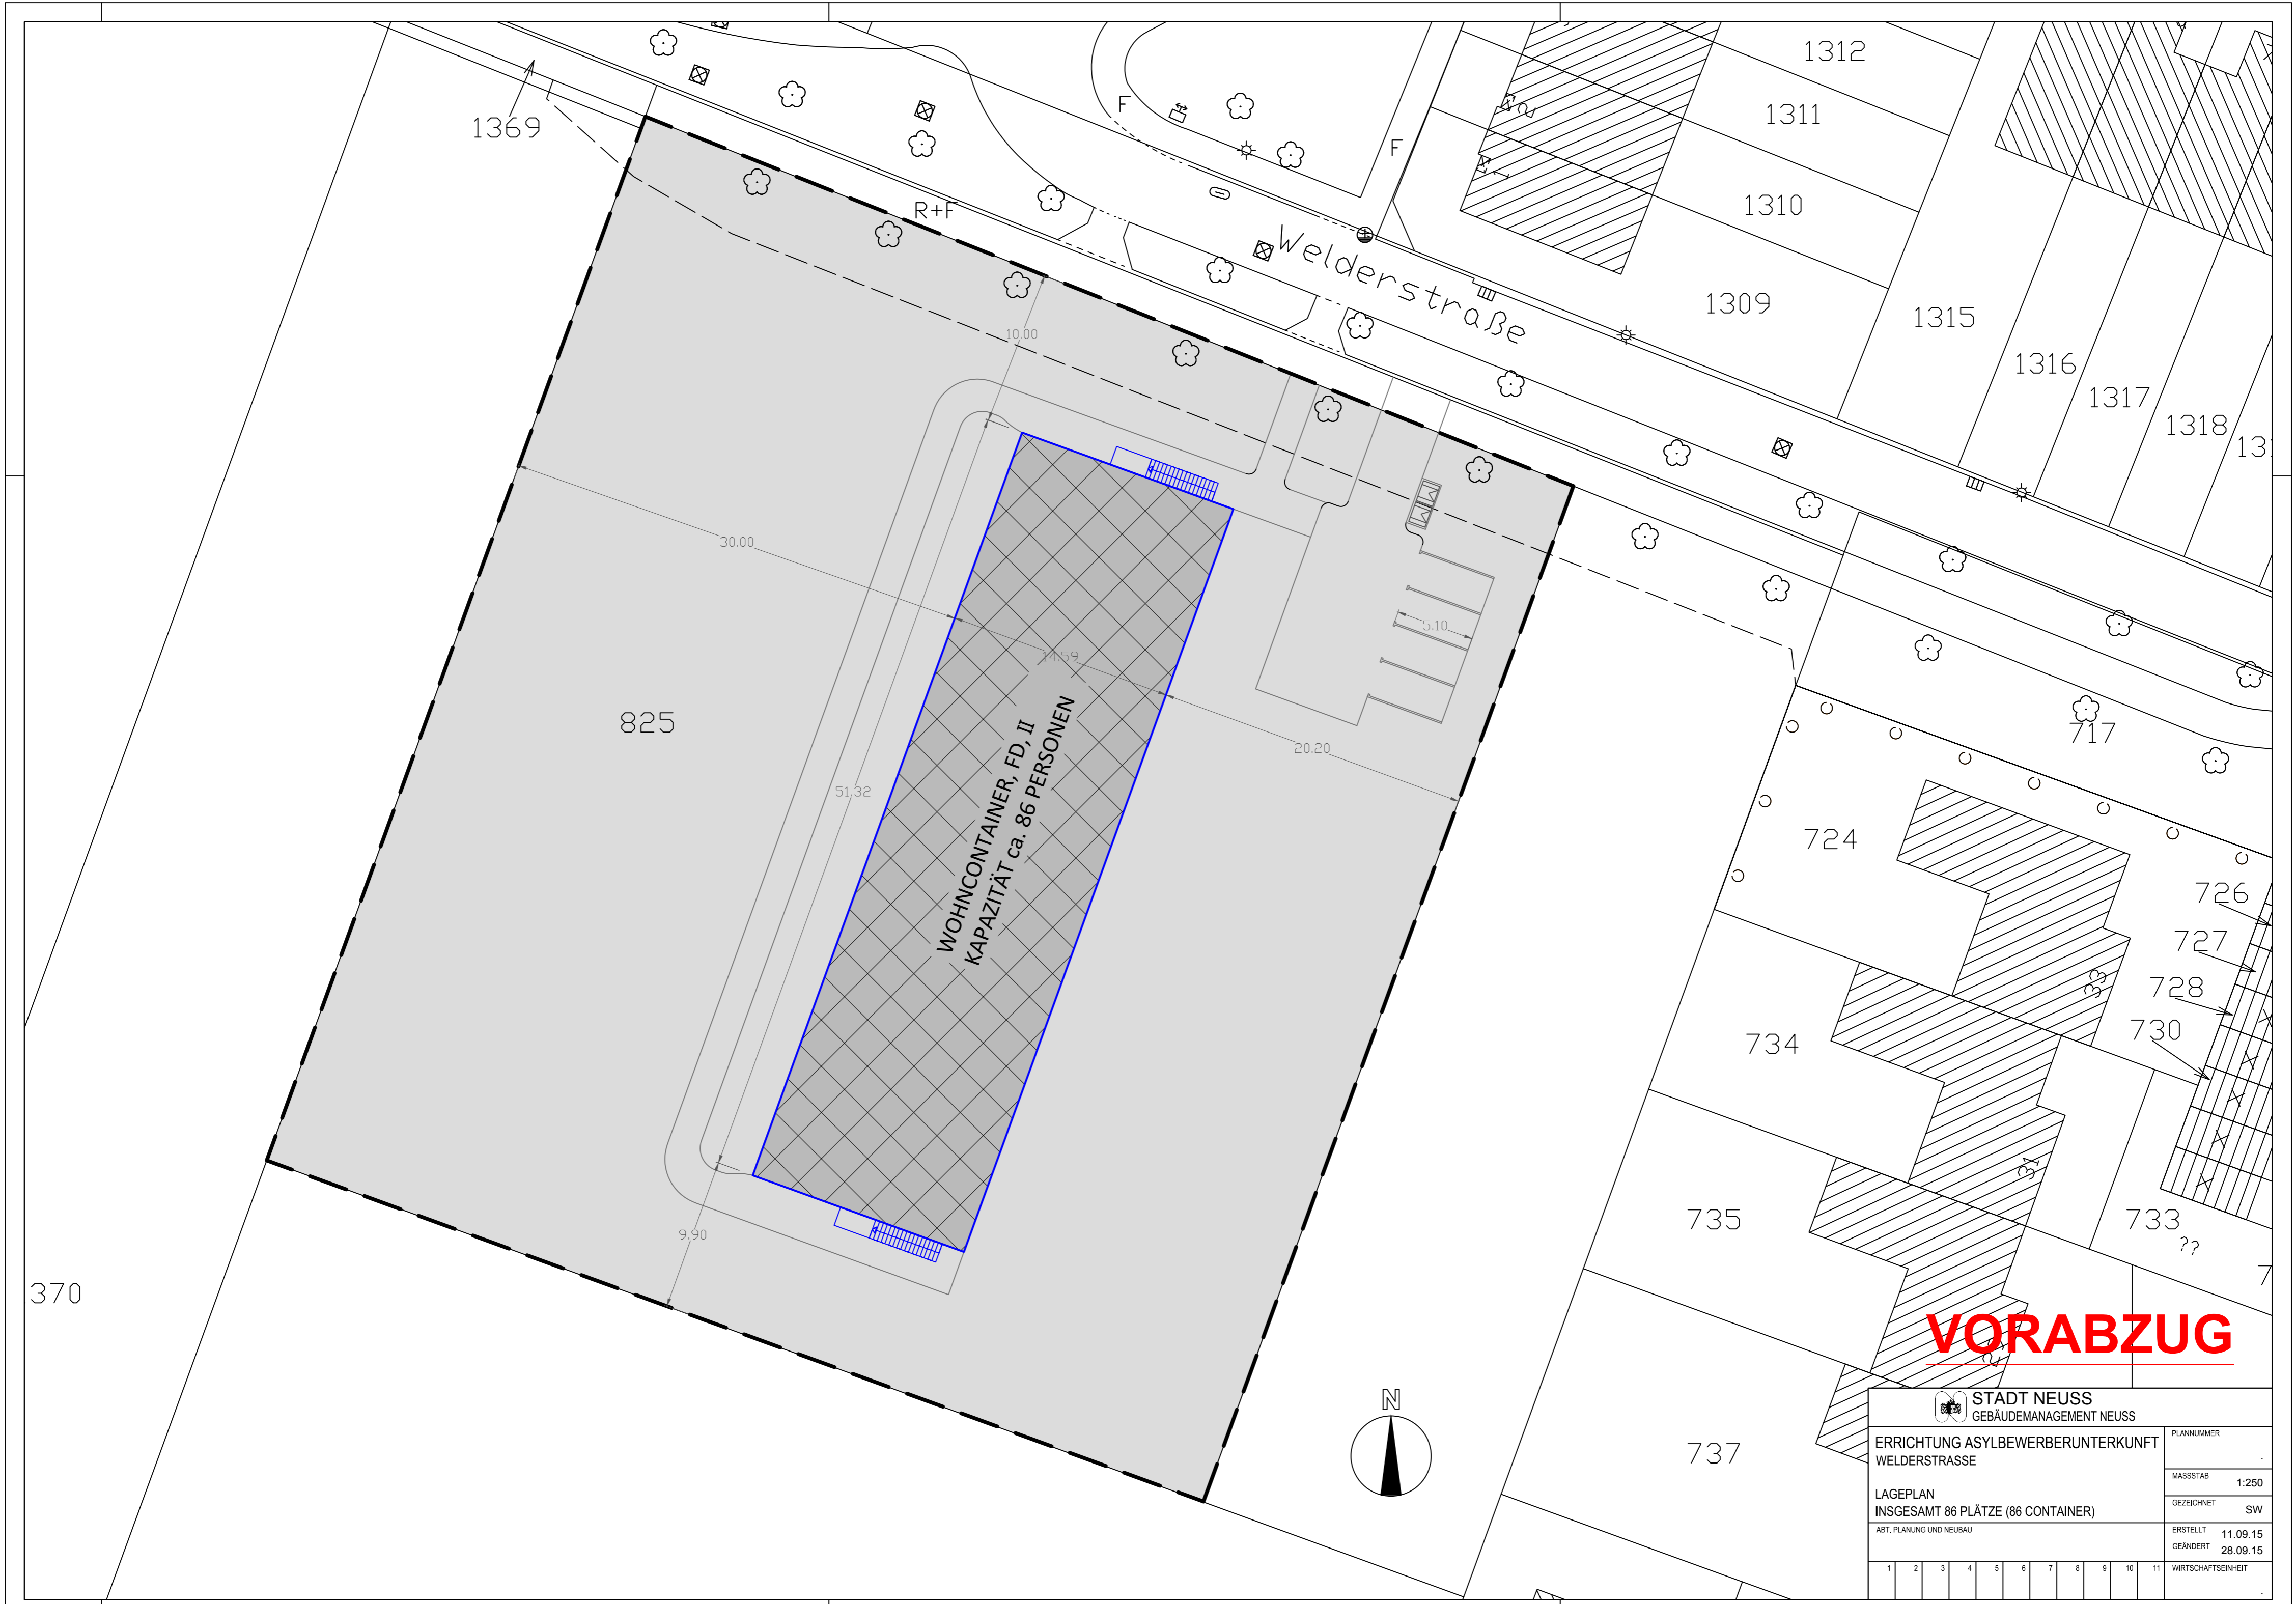 1312
1311
1310
1309
1315
1316
1317
1318
1369
F
F
R+F
Welderstraße
10.00
30.00
14.59
5.10
20.20
51.32
9.90
825
WOHNCONTAINER, FD, II
KAPAZITÄT ca. 86 PERSONEN
717
724
726
727
728
730
33
734
31
735
733
??
737
370
N
VORABZUG
STADT NEUSS
GEBÄUDEMANAGEMENT NEUSS
ERRICHTUNG ASYLBEWERBERUNTERKUNFT
WELDERSTRASSE
LAGEPLAN
INSGESAMT 86 PLÄTZE (86 CONTAINER)
ABT. PLANUNG UND NEUBAU
PLANNUMMER
.
MASSSTAB 1:250
GEZEICHNET SW
ERSTELLT 11.09.15
GEÄNDERT 28.09.15
1 2 3 4 5 6 7 8 9 10 11
WIRTSCHAFTSEINHEIT
.